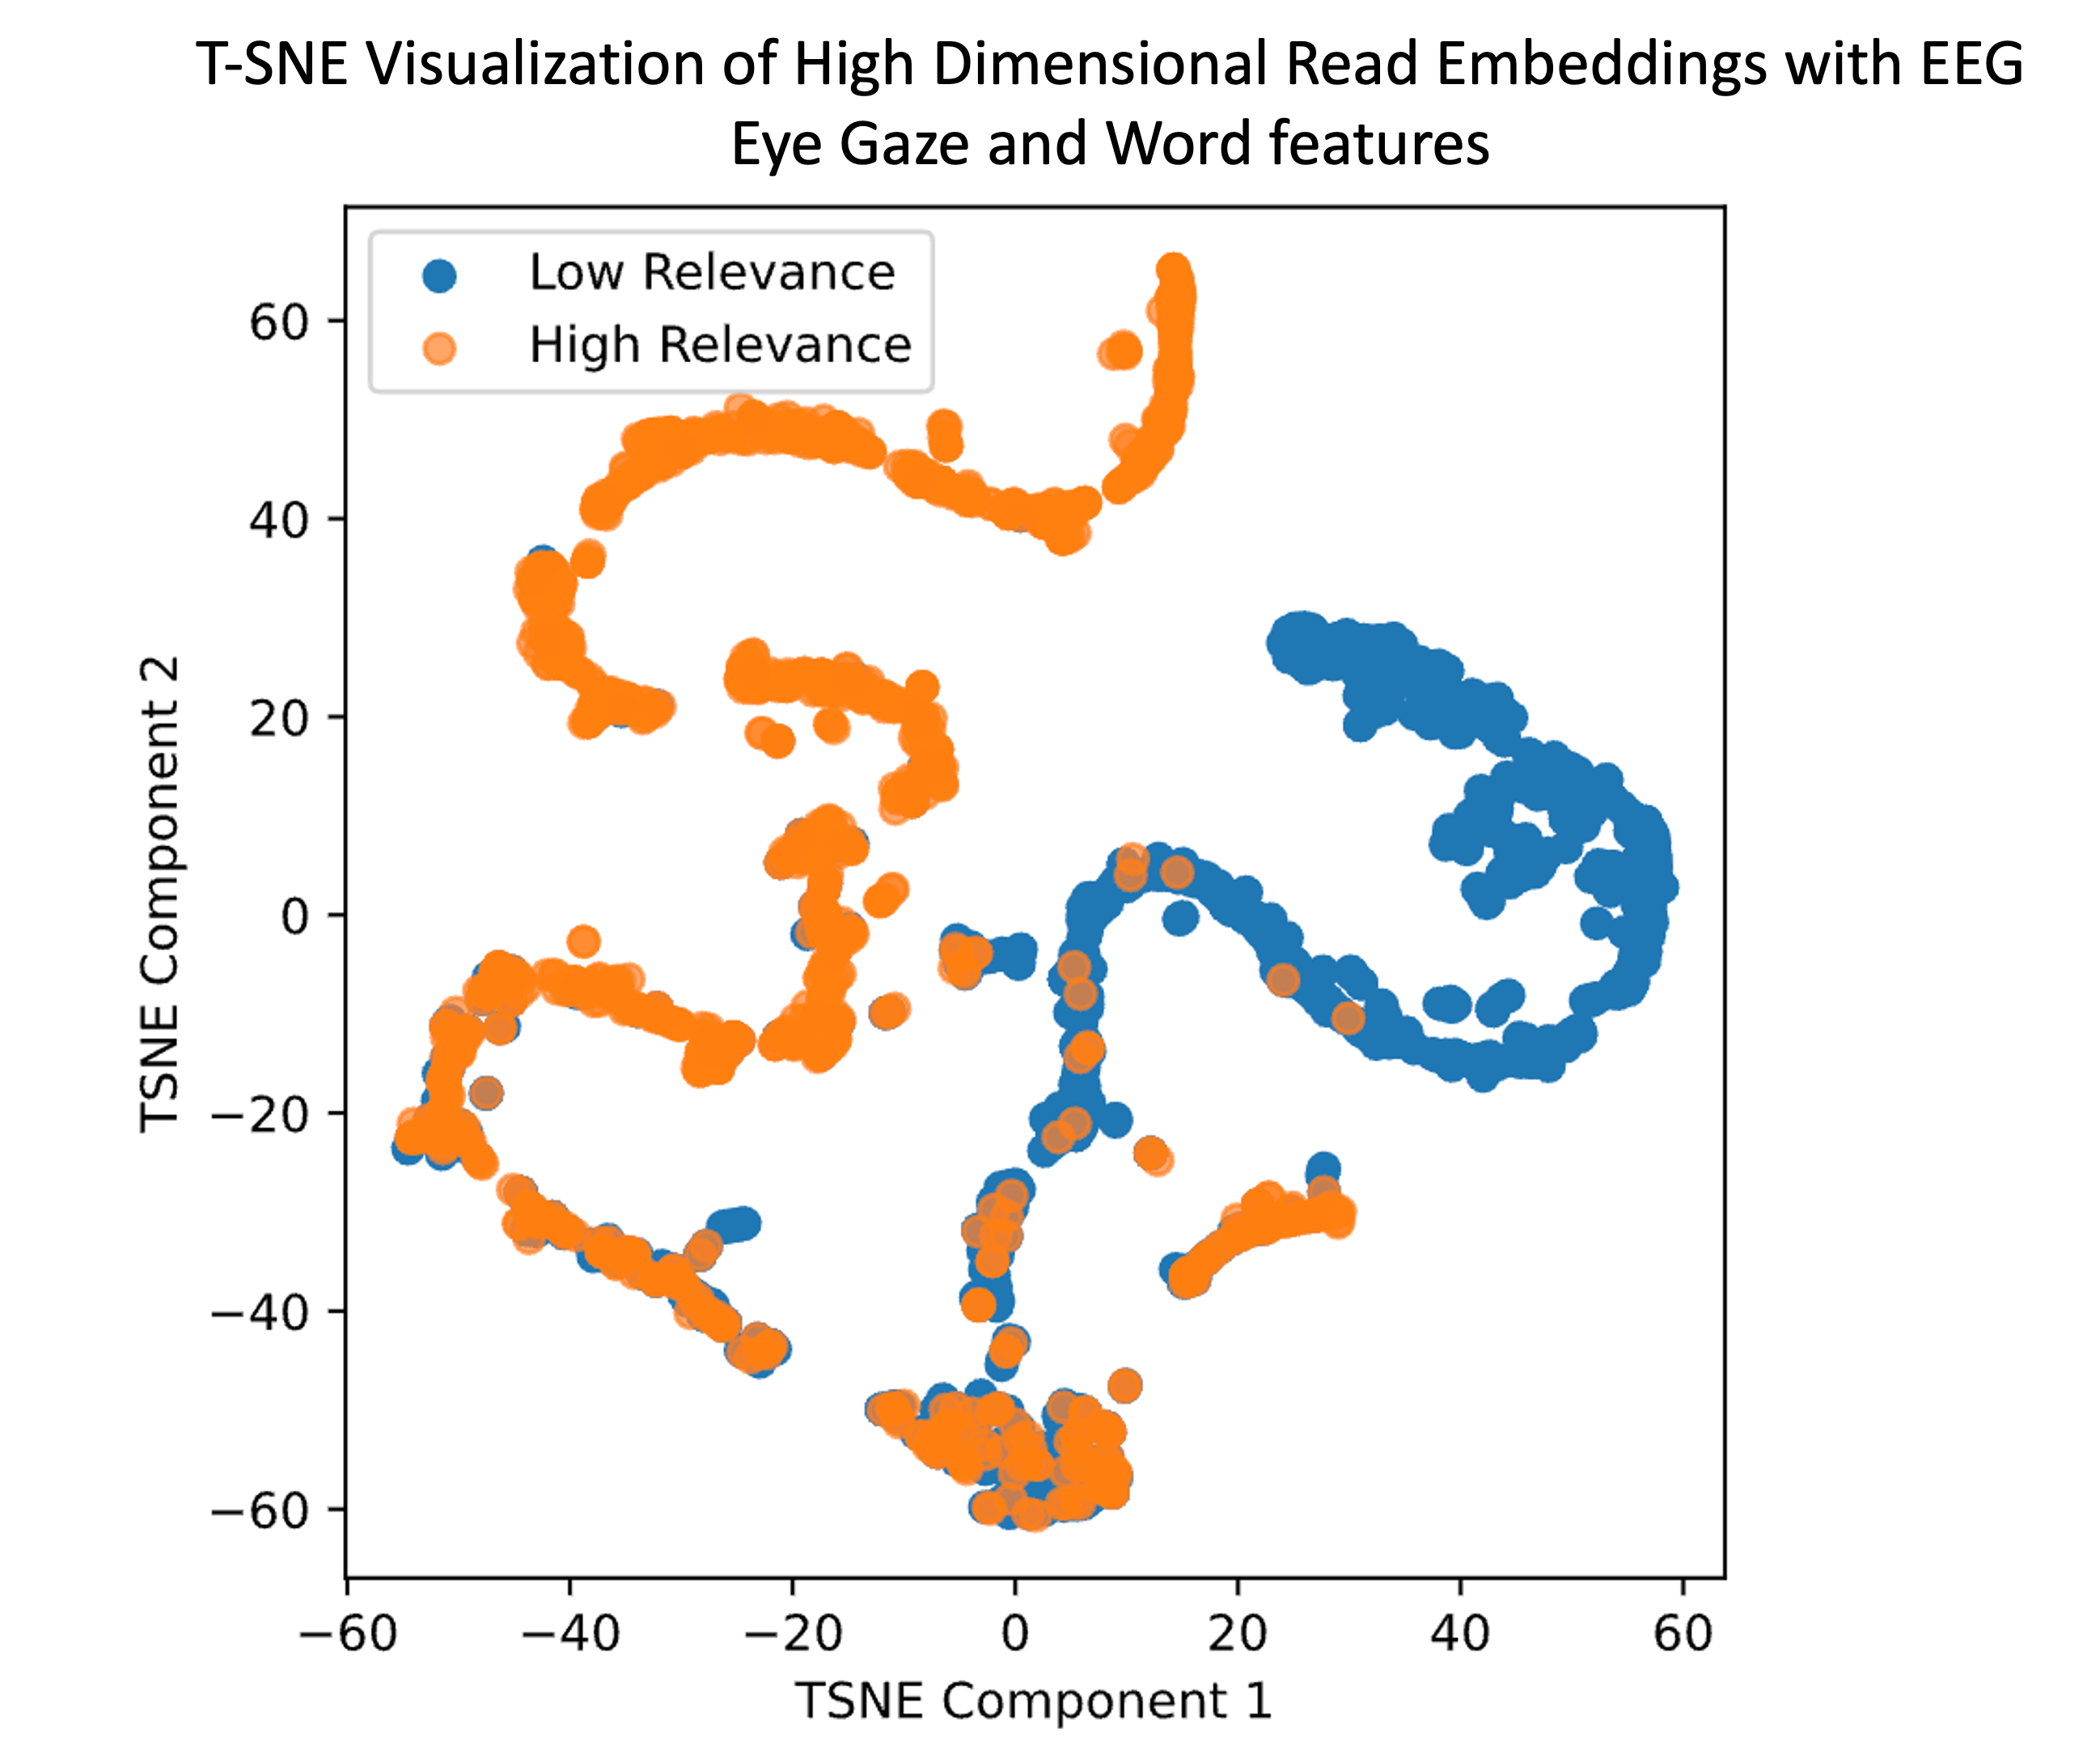 T-SNE Visualization of High Dimensional Read Embeddings with EEG
Eye Gaze and Word features
Low Relevance
High Relevance
60
40
20
0
−20
−40
−60
TSNE Component 2
−60
−40
−20
0
20
40
60
TSNE Component 1